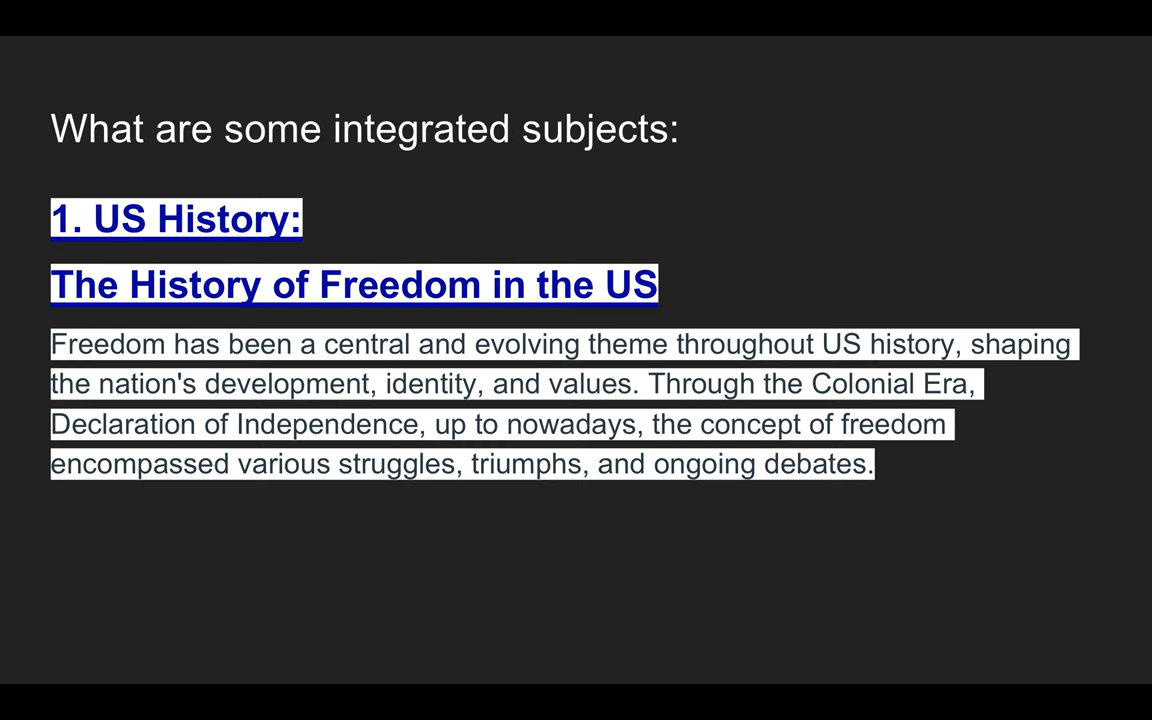 What are some integrated subjects:
1. US History:
The History of Freedom in the US
Freedom has been a central and evolving theme throughout US history, shaping
the nation's development, identity, and values. Through the Colonial Era,
Declaration of Independence, up to nowadays, the concept of freedom
encompassed various struggles, triumphs, and ongoing debates.